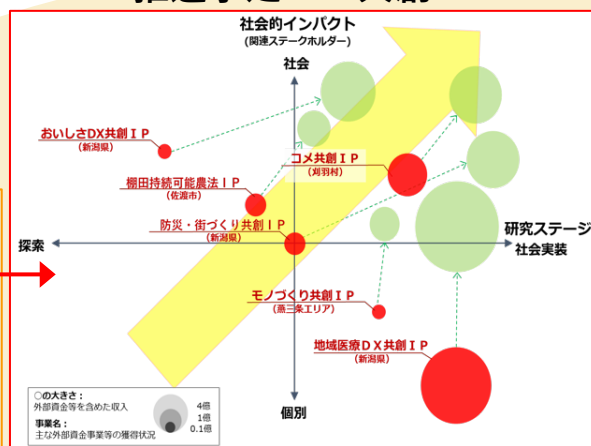 社会的インパクト
(関連ステークホルダー)
社会
おいしさDX共創ＩＰ
(新潟県)
コメ共創ＩＰ
(刈羽村)
棚田持続可能農法ＩＰ
(佐渡市)
防災・街づくり共創ＩＰ
(新潟県)
研究ステージ
探索
社会実装
モノづくり共創ＩＰ
(燕三条エリア)
地域医療ＤＸ共創ＩＰ
(新潟県)
個別
○の大きさ：
外部資金等を含めた収入
4億
1億
0.1億
事業名：
主な外部資金事業等の獲得状況